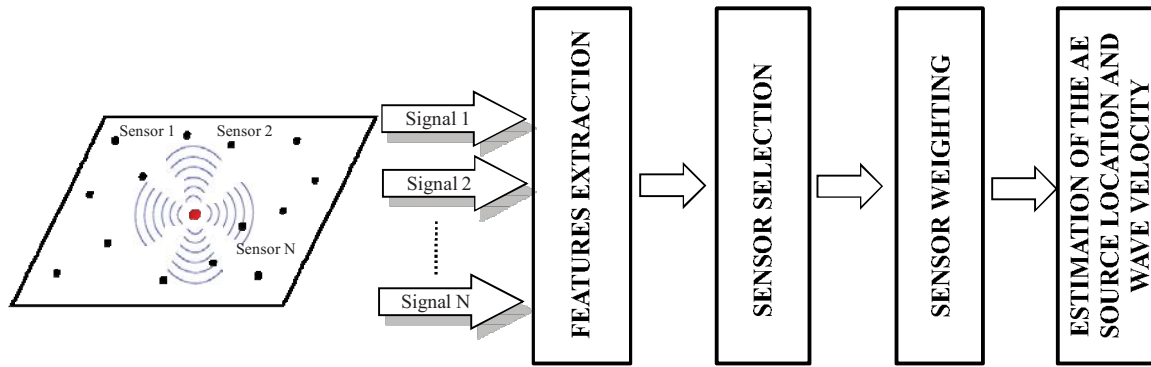 Sensor 1
Sensor 2
Sensor N
Signal 1
Signal 2
Signal N
FEATURES EXTRACTION
SENSOR SELECTION
SENSOR WEIGHTING
ESTIMATION OF THE AE
SOURCE LOCATION AND
WAVE VELOCITY